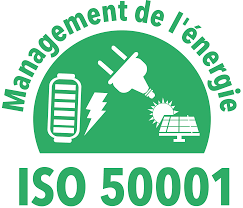 Management de l'énergie
ISO 50001